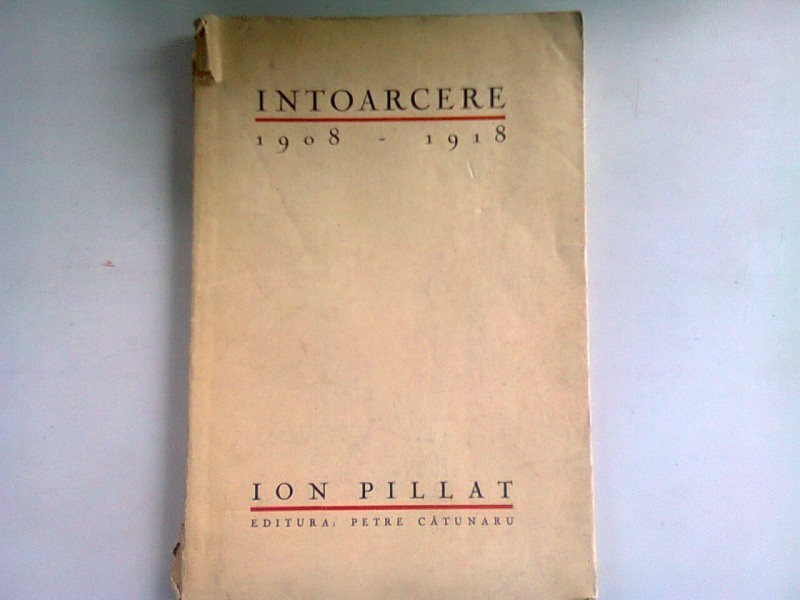 INTOARCERE
1908 - 1918
ION PILLAT
EDITURA: PETRE CĂTUNARU